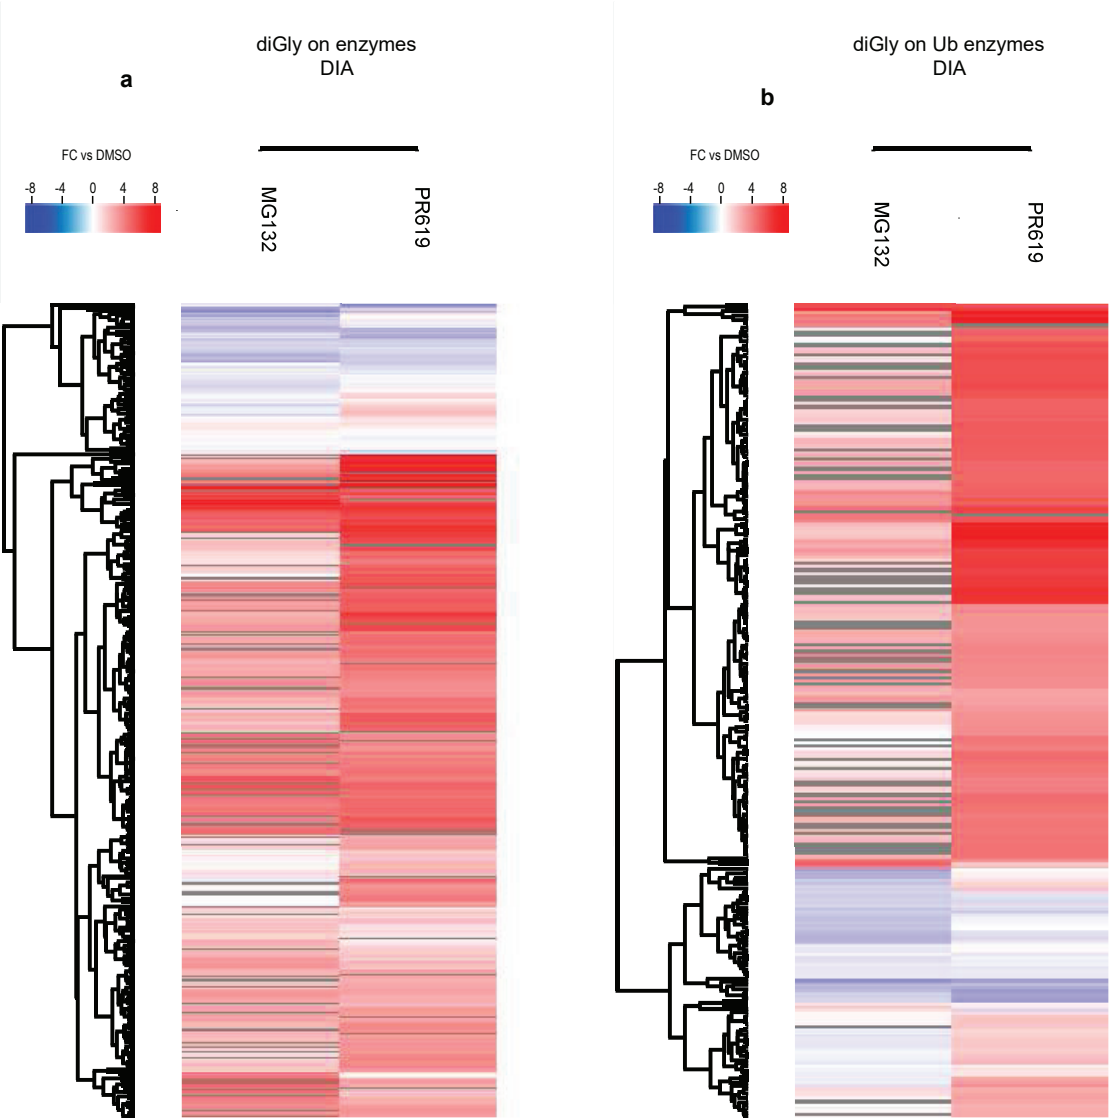 diGly on enzymes
DIA
a
FC vs DMSO
-8 -4 0 4 8
MG132
PR619
diGly on Ub enzymes
DIA
b
FC vs DMSO
-8 -4 0 4 8
MG132
PR619